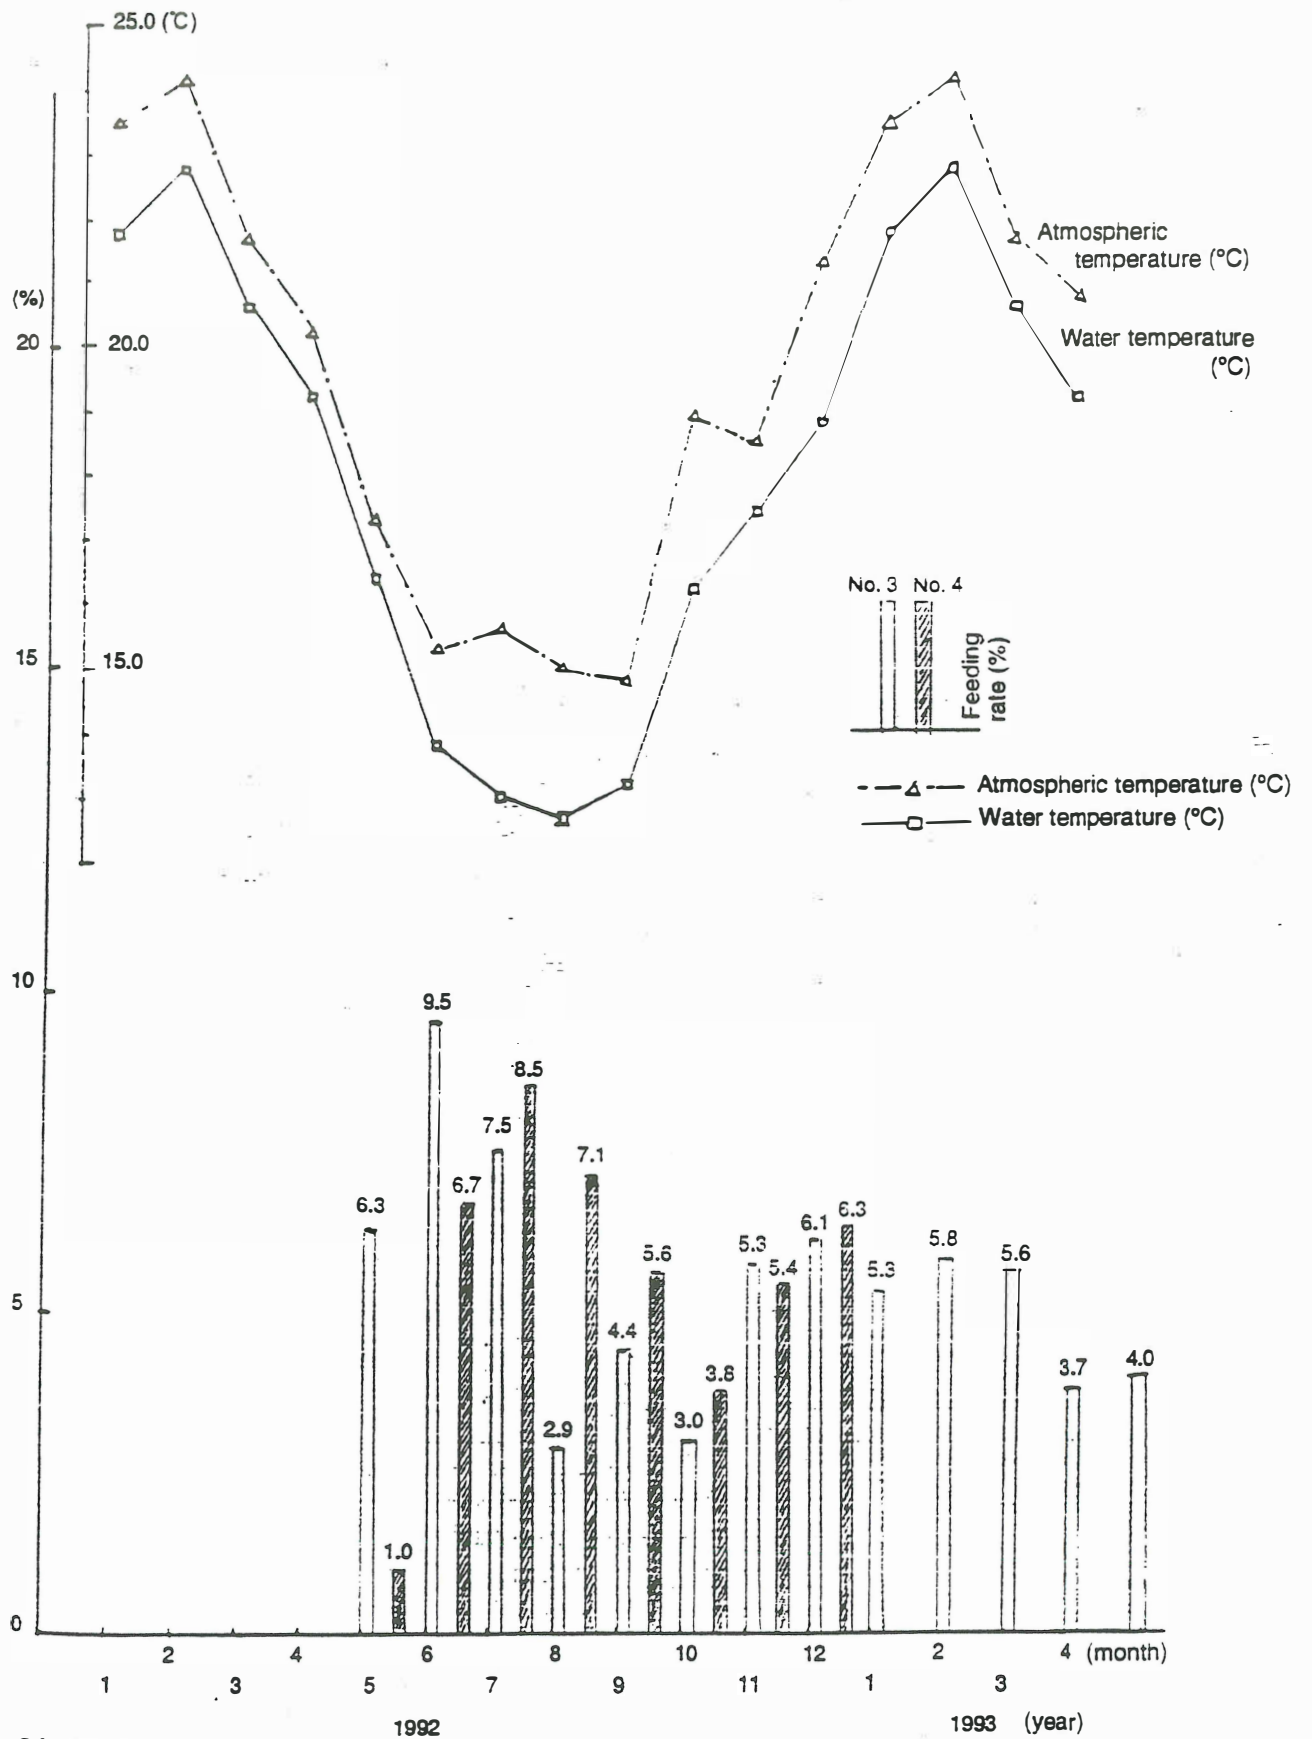 25.0 (℃)
(%)
20
20.0
Atmospheric
temperature (°C)
Water temperature
(°C)
No. 3 No. 4
Feeding
rate (%)
15
15.0
Atmospheric temperature (°C)
Water temperature (°C)
10
9.5
8.5
7.5
7.1
6.7
6.3
6.3
6.1
5.8
5.6
5.6
5.3
5.4
5.3
5
4.4
4.0
3.8
3.7
3.0
2.9
1.0
0
2 4 6 8 10 12 2 4 (month)
1 3 5 7 9 11 1 3
1992 1993 (year)